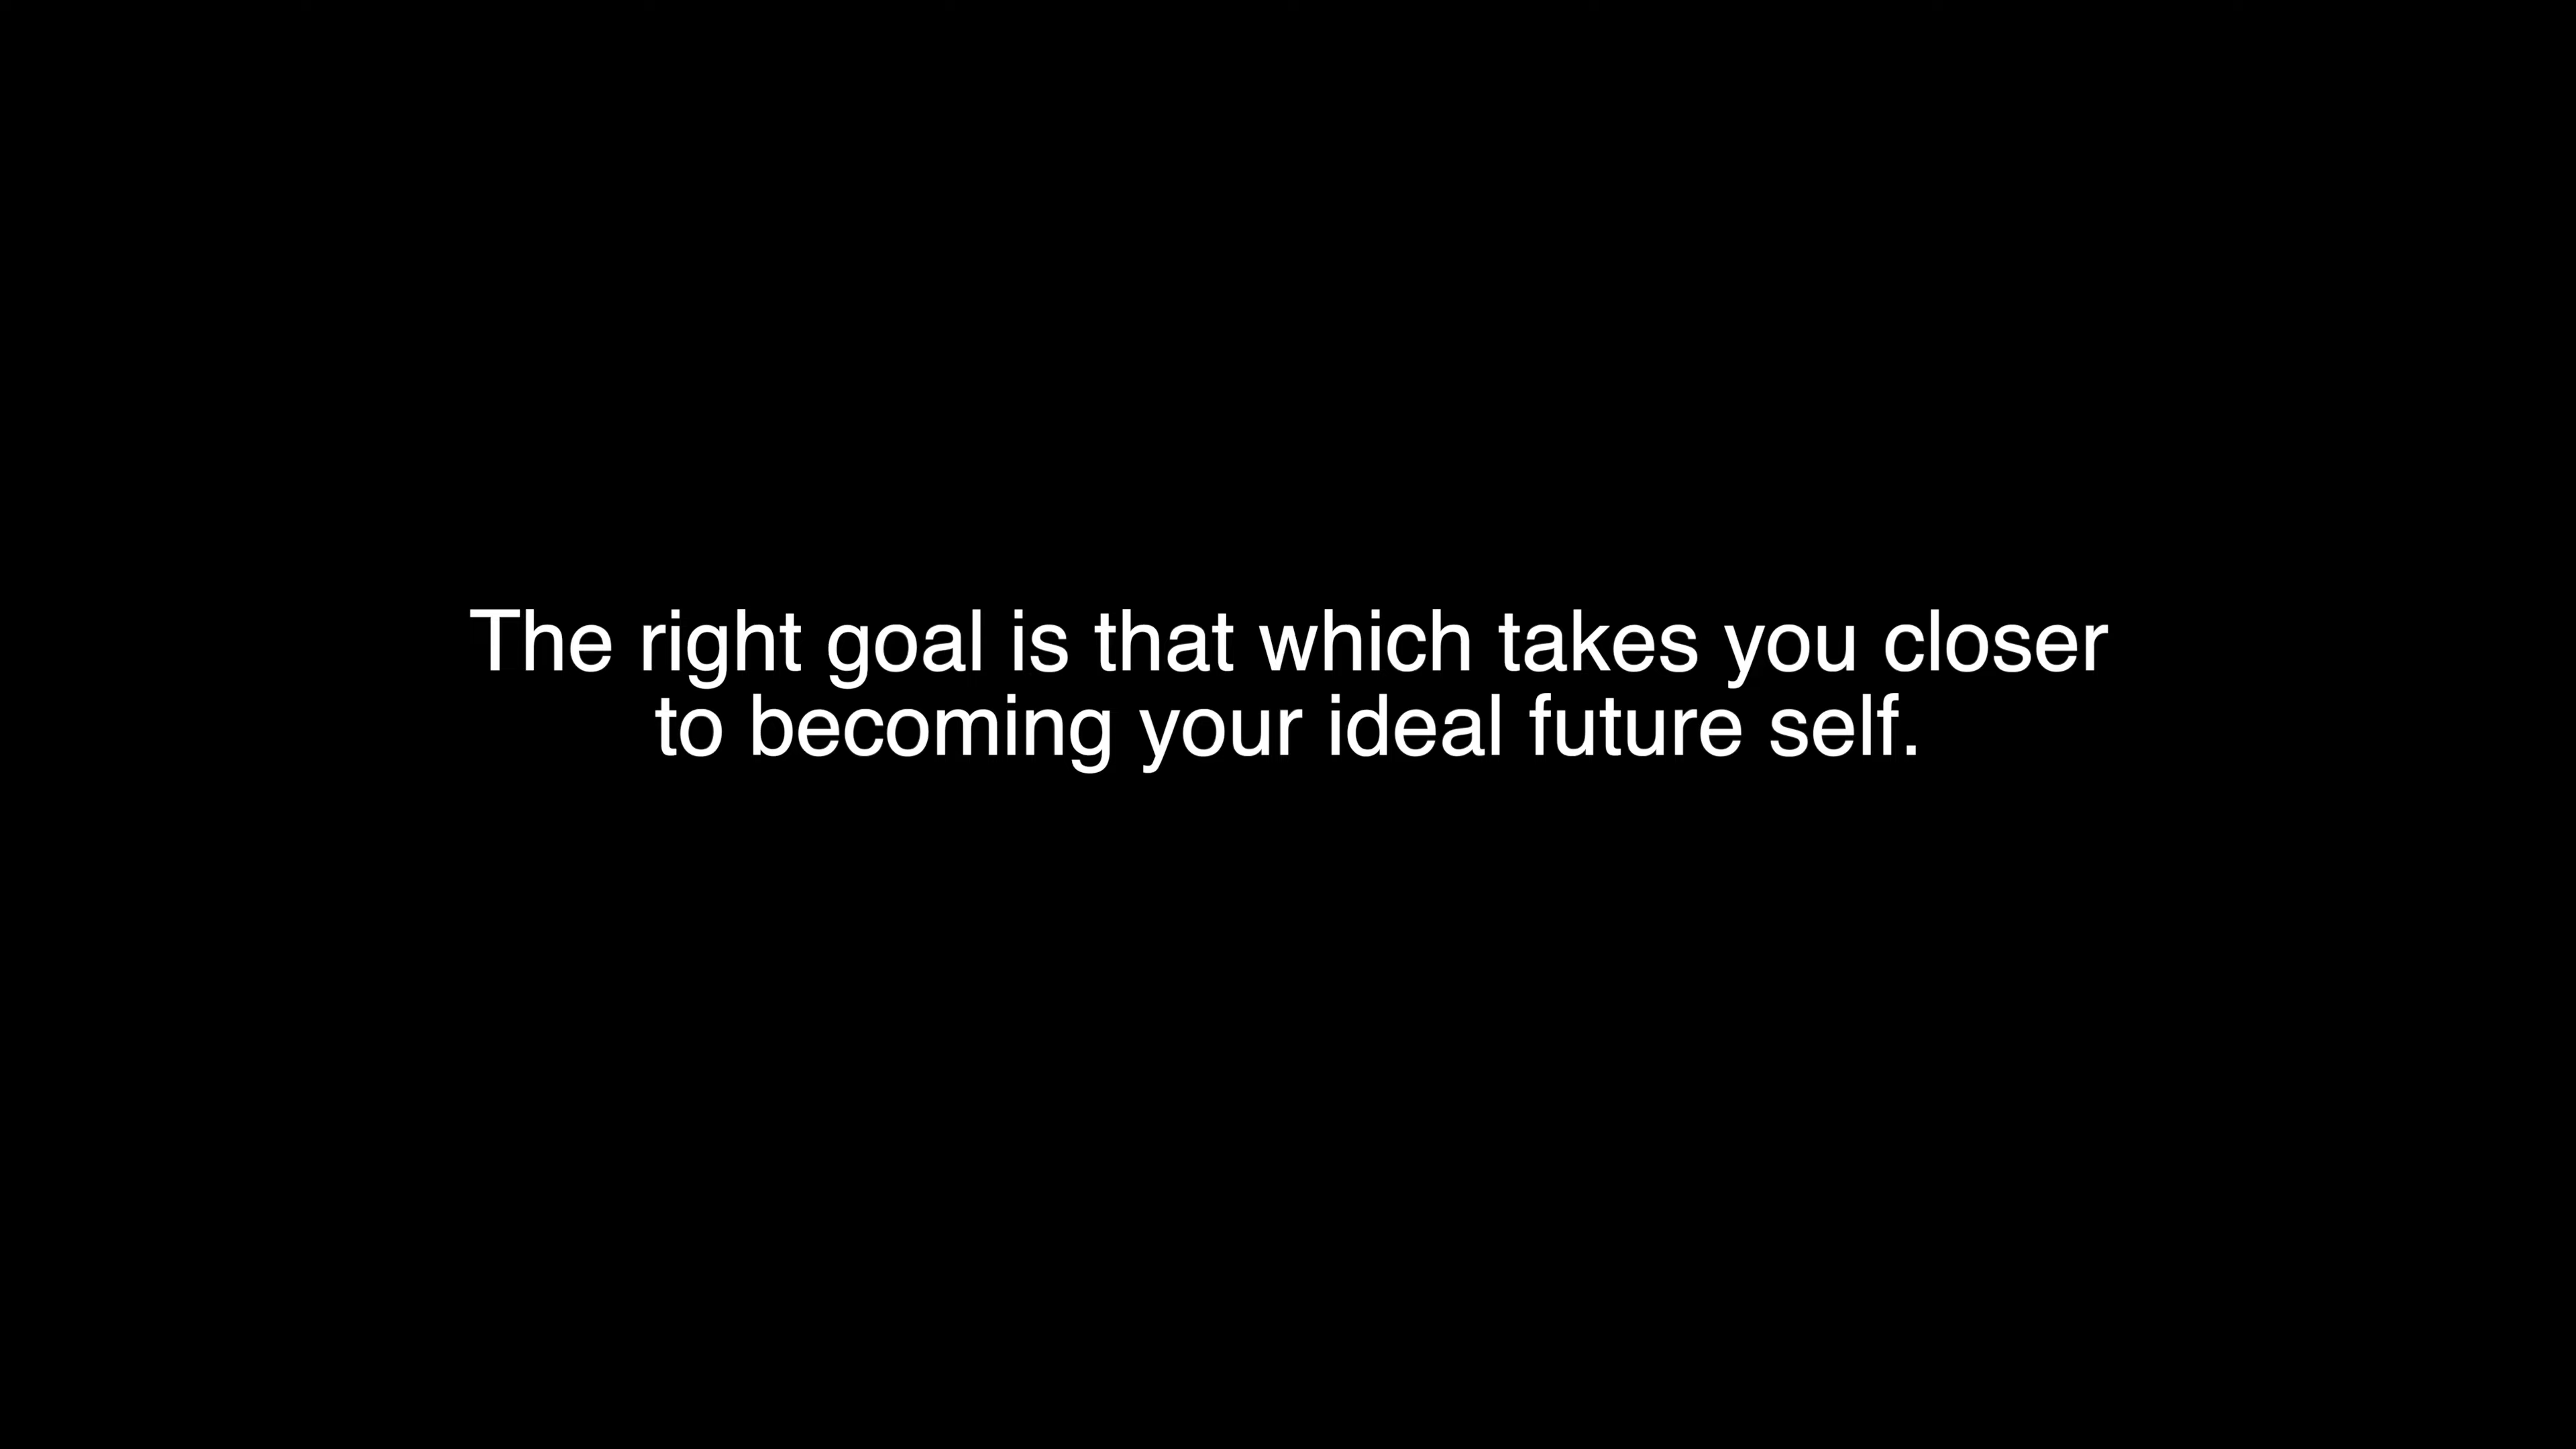 The right goal is that which takes you closer
to becoming your ideal future self.